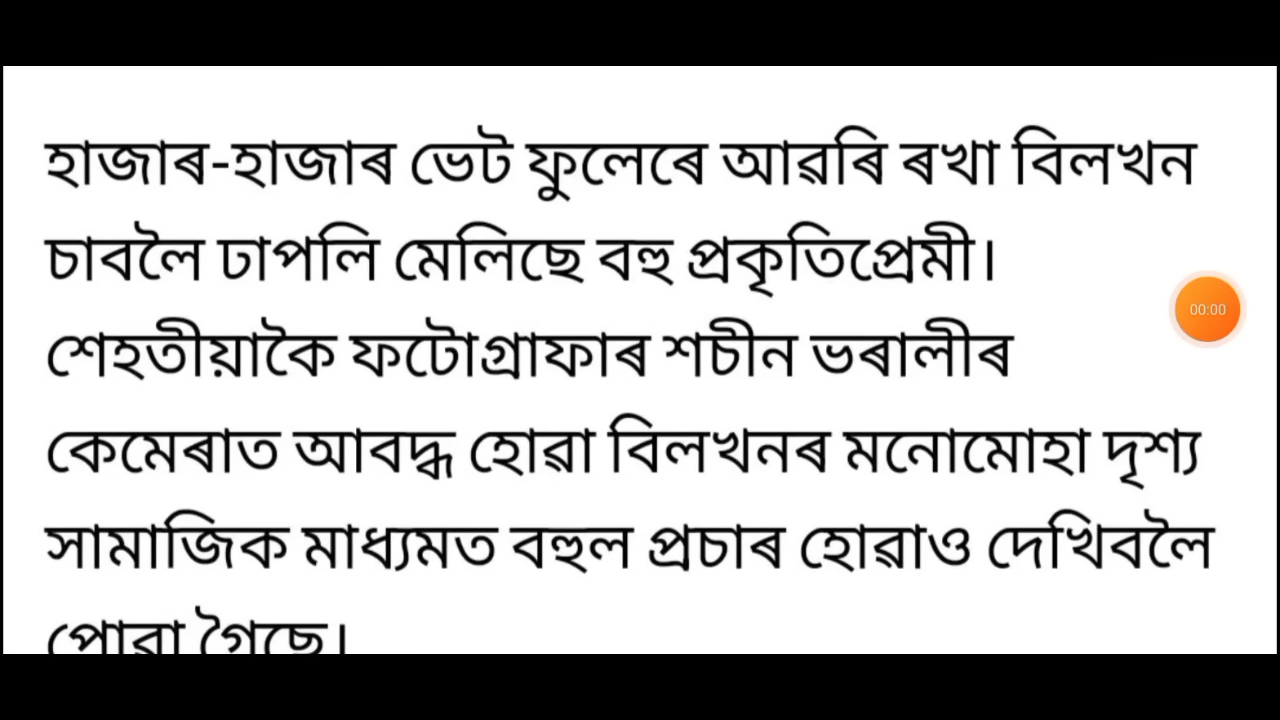 হাজাৰ-হাজাৰ ভেট ফুলেৰে আৱৰি ৰখা বিলখন
চাবলৈ ঢাপলি মেলিছে বহু প্ৰকৃতিপ্ৰেমী।
শেহতীয়াকৈ ফটোগ্ৰাফাৰ শচীন ভৰালীৰ
00:00
কেমেৰাত আবদ্ধ হোৱা বিলখনৰ মনোমোহা দৃশ্য
সামাজিক মাধ্যমত বহুল প্ৰচাৰ হোৱাও দেখিবলৈ
পোৱা গৈছে।